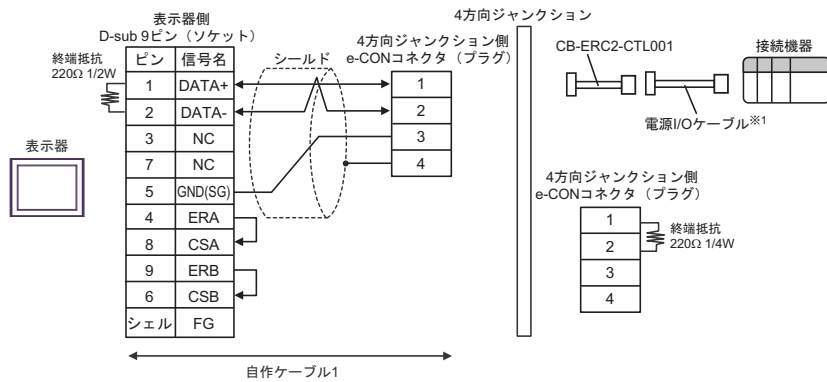 表示器側
D-sub 9ピン（ソケット）
終端抵抗
220Ω 1/2W
ピン 信号名
1 DATA+
2 DATA-
3 NC
7 NC
5 GND(SG)
4 ERA
8 CSA
9 ERB
6 CSB
シェル FG
表示器
シールド
4方向ジャンクション側
e-CONコネクタ（プラグ）
1
2
3
4
自作ケーブル1
4方向ジャンクション
CB-ERC2-CTL001
接続機器
電源I/Oケーブル※1
4方向ジャンクション側
e-CONコネクタ（プラグ）
1
2
3
4
終端抵抗
220Ω 1/4W